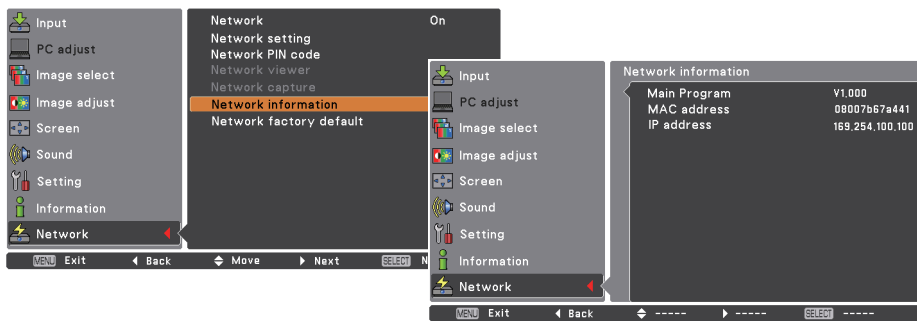 Input
PC adjust
Image select
Image adjust
Screen
Sound
Setting
Information
Network
Network On
Network setting
Network PIN code
Network viewer
Network capture
Network information
Network factory default
MENU Exit Back Move Next SELECT N
Input
PC adjust
Image select
Image adjust
Screen
Sound
Setting
Information
Network
Network information
Main Program V1,000
MAC address 08007b67a441
IP address 169,254,100,100
MENU Exit Back ----- ----- SELECT -----